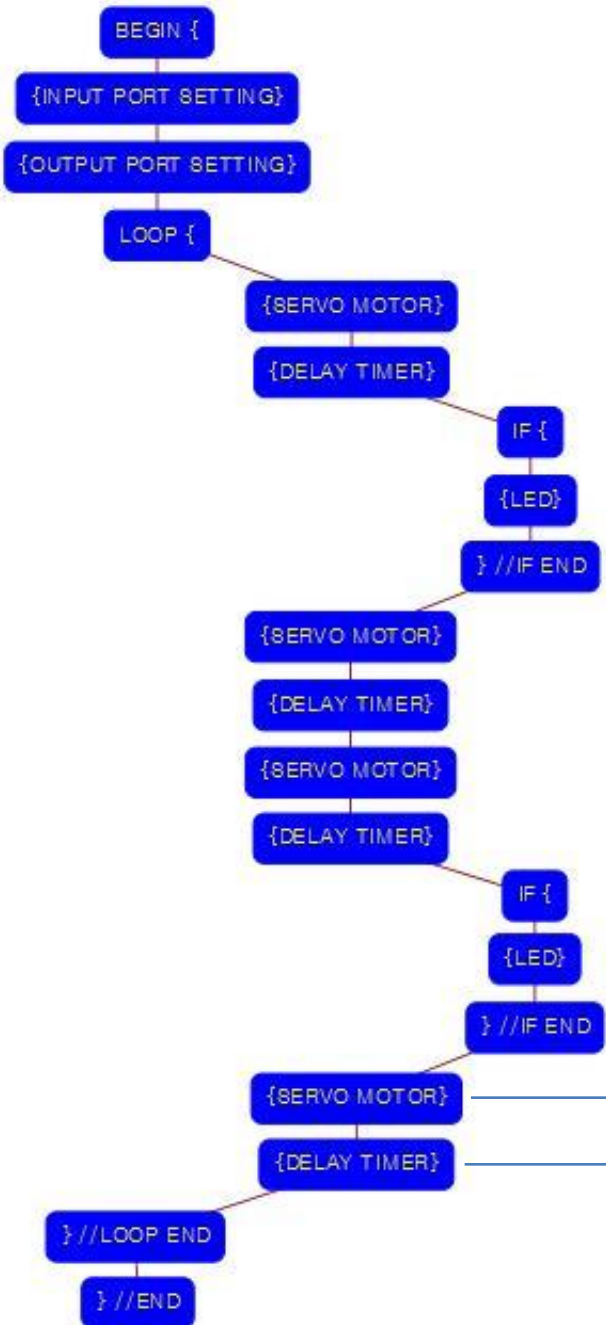 BEGIN {
{INPUT PORT SETTING}
{OUTPUT PORT SETTING}
LOOP {
{SERVO MOTOR}
{DELAY TIMER}
IF {
{LED}
} //IF END
{SERVO MOTOR}
{DELAY TIMER}
{SERVO MOTOR}
{DELAY TIMER}
IF {
{LED}
} //IF END
{SERVO MOTOR}
{DELAY TIMER}
} //LOOP END
} //END